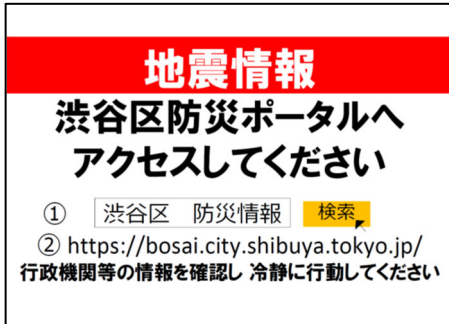 地震情報
渋谷区防災ポータルへ
アクセスしてください
① 渋谷区　防災情報 検索
② https://bosai.city.shibuya.tokyo.jp/
行政機関等の情報を確認し 冷静に行動してください